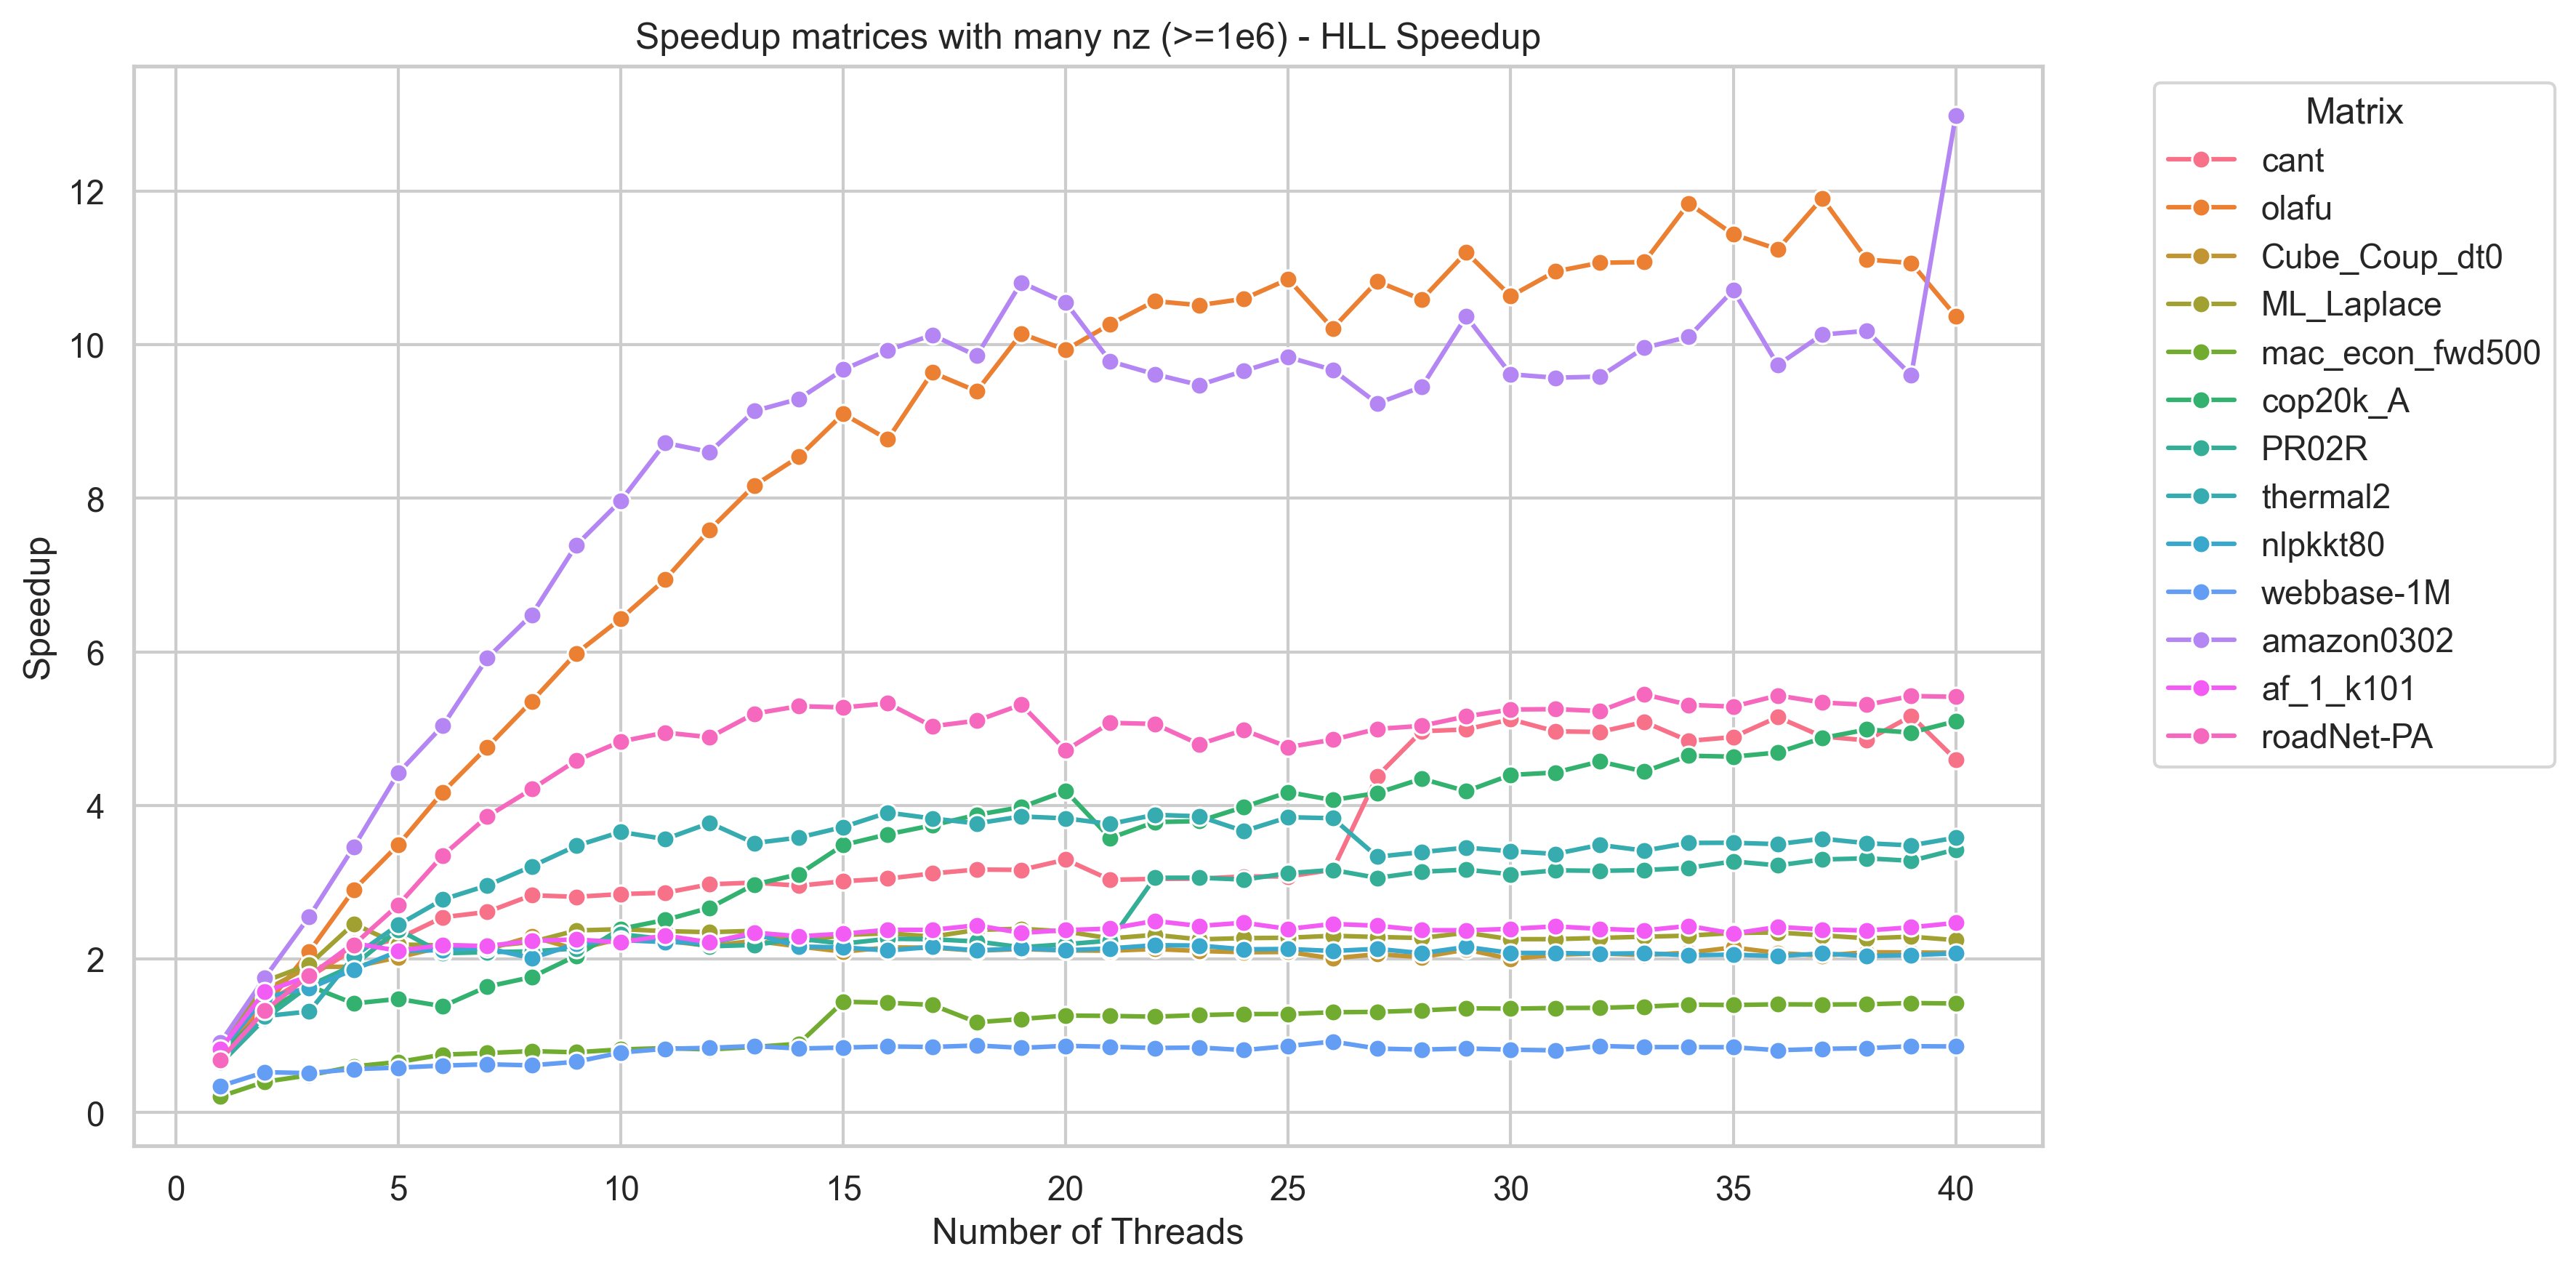 Speedup matrices with many nz (>=1e6) - HLL Speedup
Speedup
12
10
8
6
4
2
0
0 5 10 15 20 25 30 35 40
Number of Threads
Matrix
cant
olafu
Cube_Coup_dt0
ML_Laplace
mac_econ_fwd500
cop20k_A
PR02R
thermal2
nlpkkt80
webbase-1M
amazon0302
af_1_k101
roadNet-PA